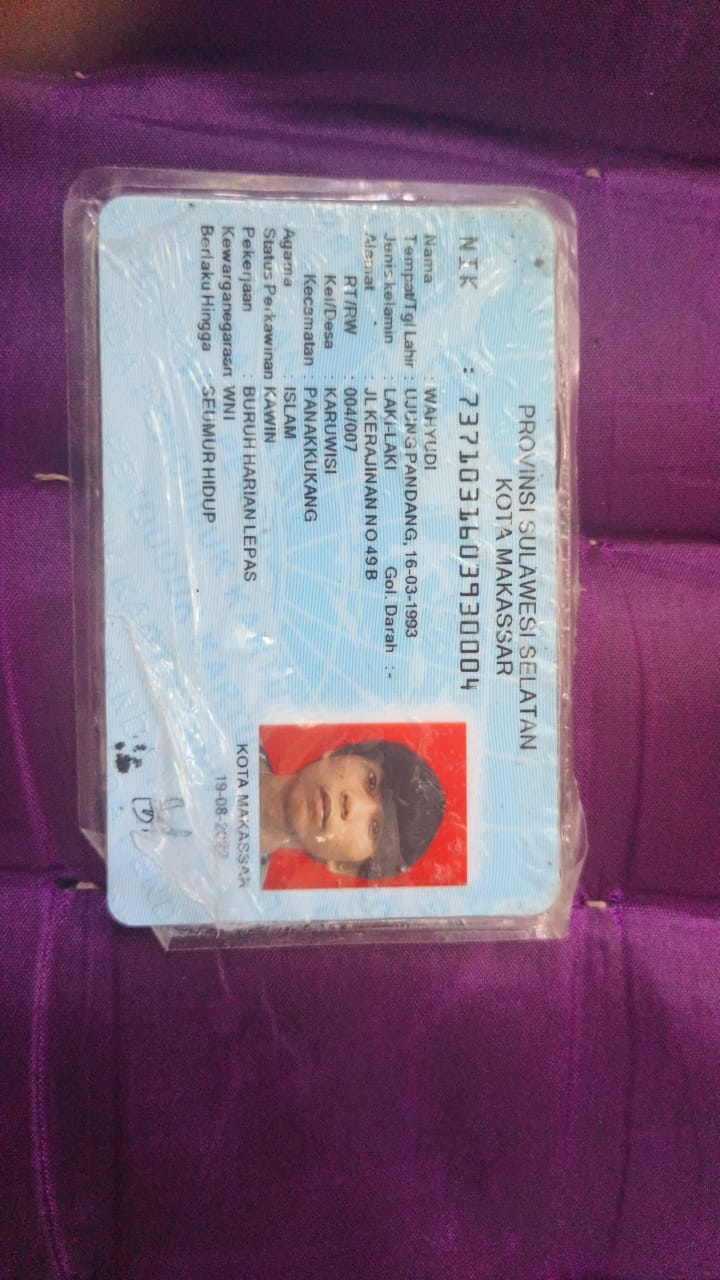 PROVINSI SULAWESI SELATAN
KOTA MAKASSAR
NIK : 7371031603930004
Nama : WAHYUDI
Tempat/Tgl Lahir : UJUNG PANDANG, 16-03-1993
Jenis kelamin : LAKI-LAKI Gol. Darah :-
Alamat : JL KERAJINAN NO 49 B
RT/RW : 004/007
Kel/Desa : KARUWISI
Kecamatan : PANAKKUKANG
Agama : ISLAM
Status Perkawinan : KAWIN
Pekerjaan : BURUH HARIAN LEPAS
Kewarganegaraan : WNI
Berlaku Hingga : SEUMUR HIDUP
KOTA MAKASSAR
19-08-2022